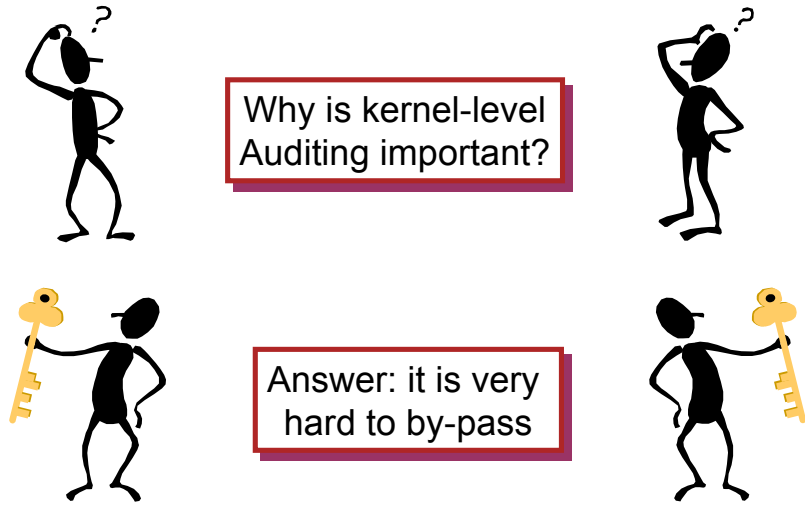 ?
?
Why is kernel-level
Auditing important?
Answer: it is very
hard to by-pass